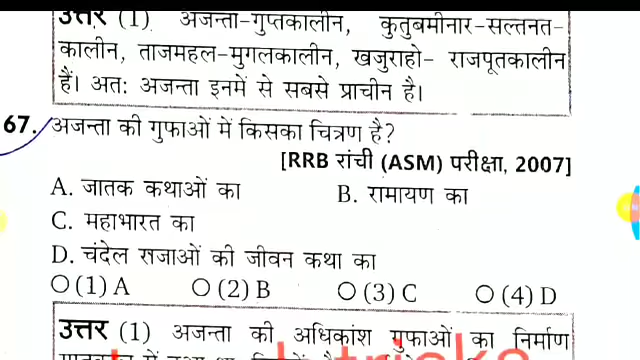 उत्तर (1) अजन्ता-गुप्तकालीन, कुतुबमीनार-सल्तनत-
कालीन, ताजमहल-मुगलकालीन, खजुराहो- राजपूतकालीन
हैं। अतः अजन्ता इनमें से सबसे प्राचीन है।
67. अजन्ता की गुफाओं में किसका चित्रण है?
[RRB रांची (ASM) परीक्षा, 2007]
A. जातक कथाओं का B. रामायण का
C. महाभारत का
D. चंदेल राजाओं की जीवन कथा का
O (1) A O (2) B O (3) C O (4) D
उत्तर (1) अजन्ता की अधिकांश गुफाओं का निर्माण